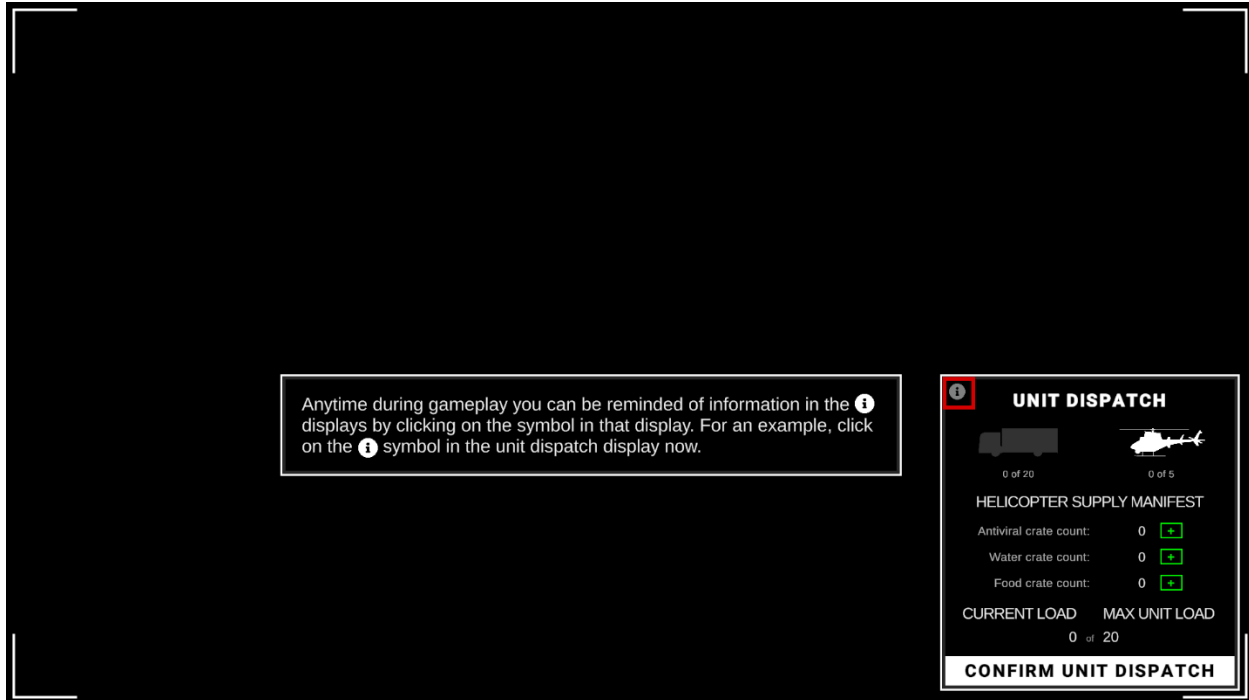 Anytime during gameplay you can be reminded of information in the i
displays by clicking on the symbol in that display. For an example, click
on the i symbol in the unit dispatch display now.
i
UNIT DISPATCH
0 of 20 0 of 5
HELICOPTER SUPPLY MANIFEST
Antiviral crate count: 0 +
Water crate count: 0 +
Food crate count: 0 +
CURRENT LOAD MAX UNIT LOAD
0 of 20
CONFIRM UNIT DISPATCH